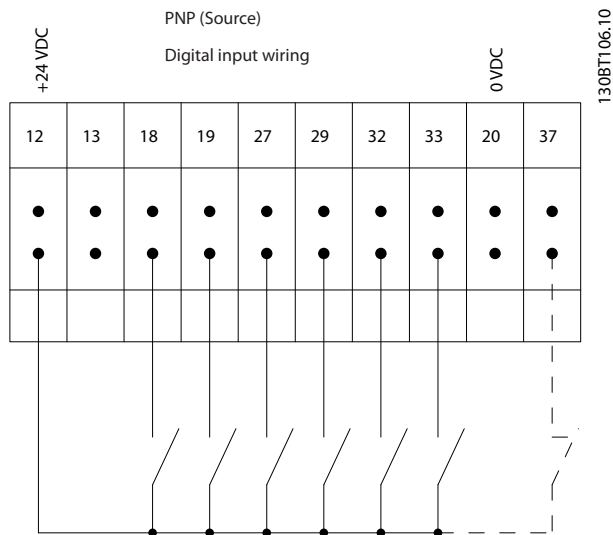 PNP (Source)
Digital input wiring
+24 VDC
0 VDC
130BT106.10
12 13 18 19 27 29 32 33 20 37